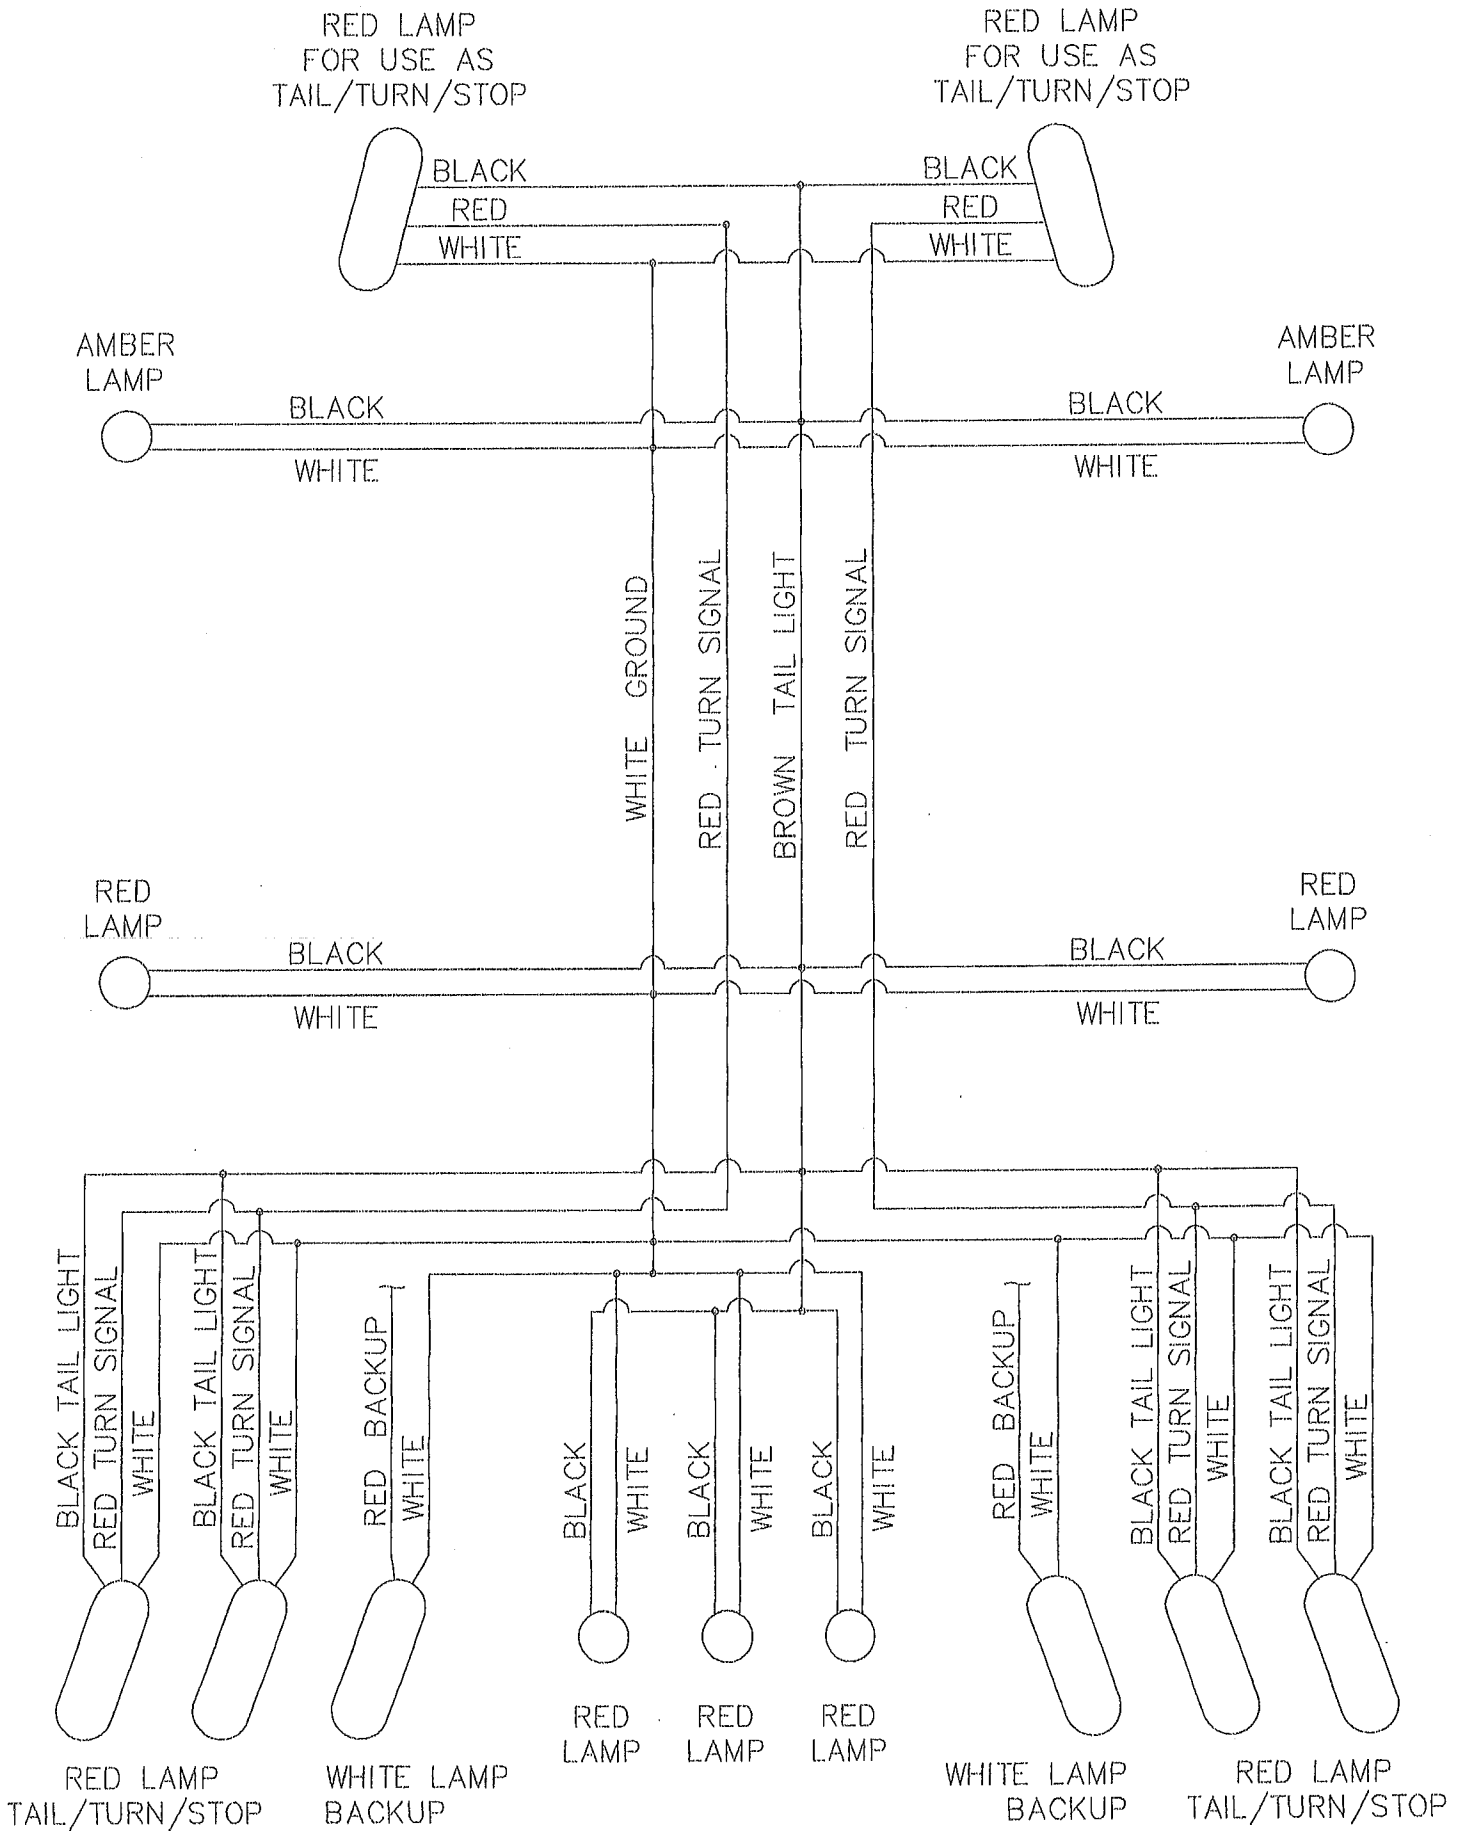 RED LAMP
FOR USE AS
TAIL/TURN/STOP
RED LAMP
FOR USE AS
TAIL/TURN/STOP
BLACK
RED
WHITE
BLACK
RED
WHITE
AMBER
LAMP
AMBER
LAMP
BLACK
WHITE
BLACK
WHITE
WHITE GROUND
RED TURN SIGNAL
BROWN TAIL LIGHT
RED TURN SIGNAL
RED
LAMP
RED
LAMP
BLACK
WHITE
BLACK
WHITE
BLACK TAIL LIGHT
RED TURN SIGNAL
WHITE
BLACK TAIL LIGHT
RED TURN SIGNAL
WHITE
RED BACKUP
WHITE
BLACK
WHITE
BLACK
WHITE
BLACK
WHITE
RED BACKUP
WHITE
BLACK TAIL LIGHT
RED TURN SIGNAL
WHITE
BLACK TAIL LIGHT
RED TURN SIGNAL
WHITE
RED LAMP
TAIL/TURN/STOP
WHITE LAMP
BACKUP
RED
LAMP
RED
LAMP
RED
LAMP
WHITE LAMP
BACKUP
RED LAMP
TAIL/TURN/STOP